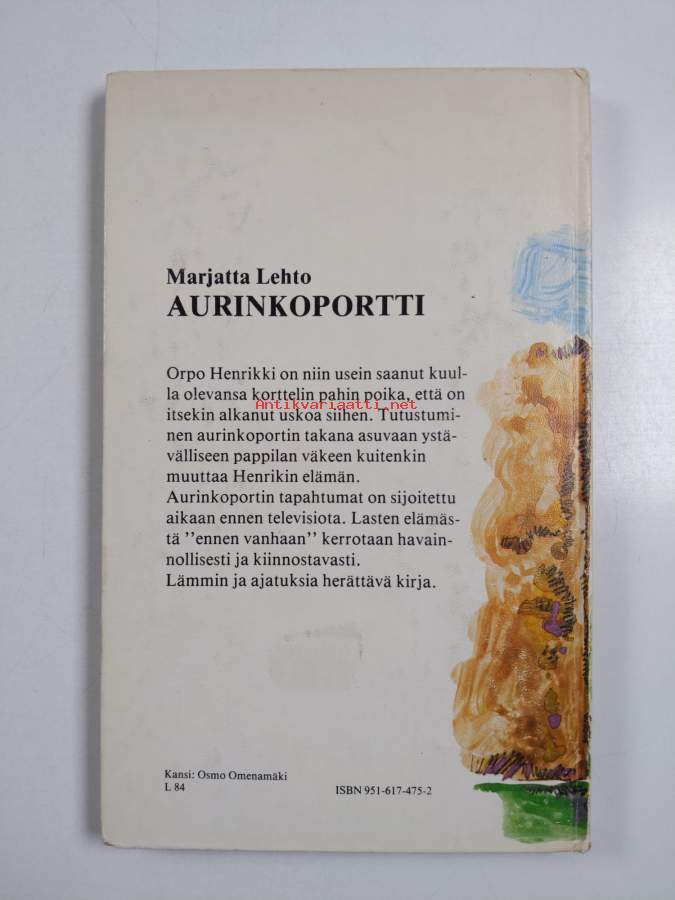 Marjatta Lehto
AURINKOPORTTI
Orpo Henrikki on niin usein saanut kuul-
la olevansa korttelin pahin poika, että on
Antikvariaatti.net
itsekin alkanut uskoa siihen. Tutustumi-
nen aurinkoportin takana asuvaan ystä-
välliseen pappilan väkeen kuitenkin
muuttaa Henrikin elämän.
Aurinkoportin tapahtumat on sijoitettu
aikaan ennen televisiota. Lasten elämäs-
tä ''ennen vanhaan'' kerrotaan havain-
nollisesti ja kiinnostavasti.
Lämmin ja ajatuksia herättävä kirja.
Kansi: Osmo Omenamäki
L 84
ISBN 951-617-475-2